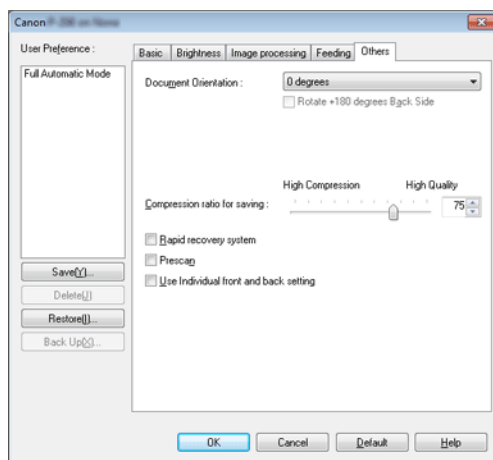 Canon
User Preference :
Full Automatic Mode
Save(Y)...
Delete(J)
Restore(I)...
Back Up(X)...
Basic Brightness Image processing Feeding Others
Document Orientation : 0 degrees
Rotate +180 degrees Back Side
High Compression High Quality
Compression ratio for saving : 75
Rapid recovery system
Prescan
Use Individual front and back setting
OK Cancel Default Help